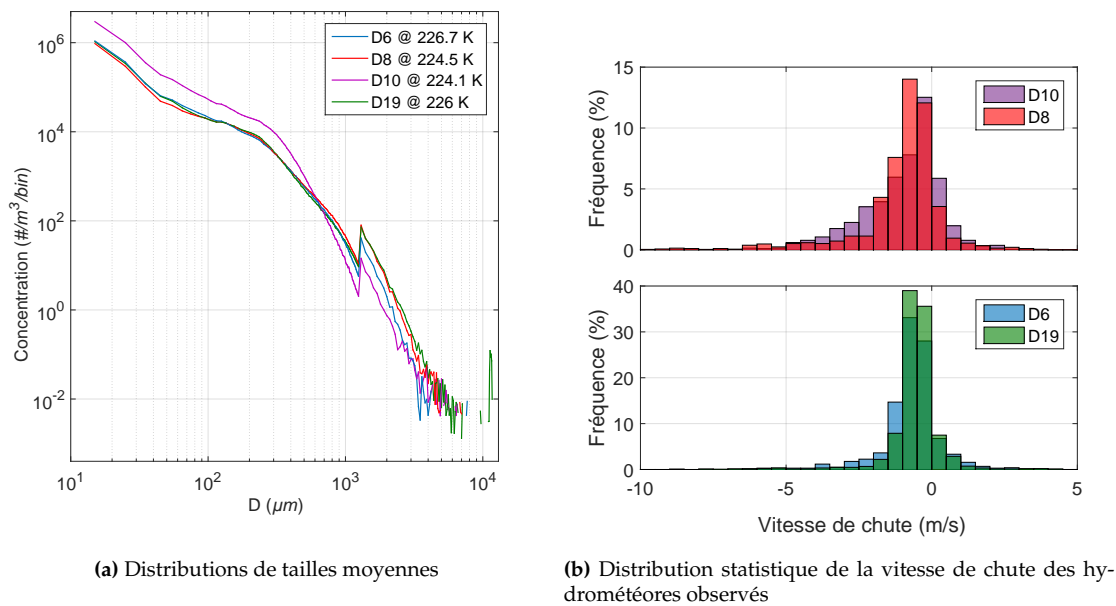 D6 @ 226.7 K
D8 @ 224.5 K
D10 @ 224.1 K
D19 @ 226 K
10^6
10^4
10^2
10^0
10^-2
Concentration (#/m^3/bin)
10^1
10^2
10^3
10^4
D (μm)
(a) Distributions de tailles moyennes
15
10
5
0
Fréquence (%)
D10
D8
40
30
20
10
0
Fréquence (%)
D6
D19
-10
-5
0
5
Vitesse de chute (m/s)
(b) Distribution statistique de la vitesse de chute des hy-
drométéores observés